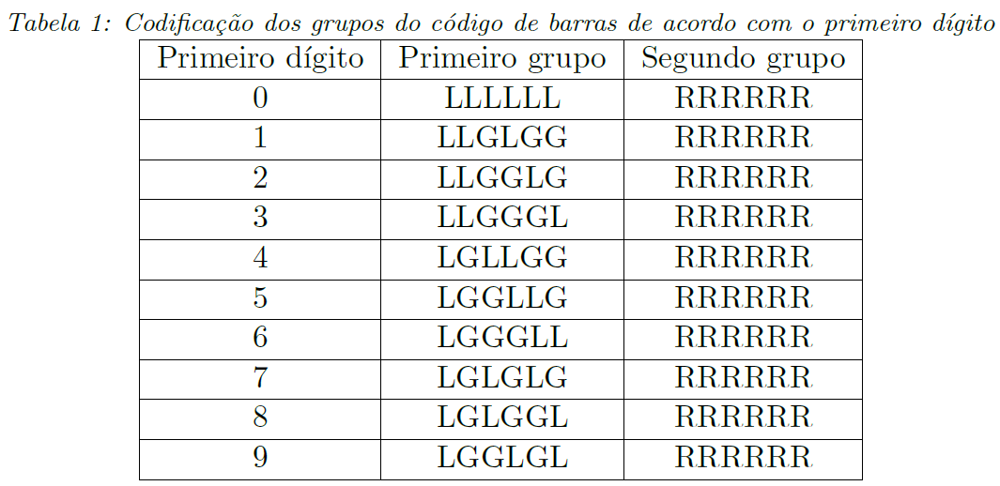 Tabela 1: Codificação dos grupos do código de barras de acordo com o primeiro dígito
Primeiro dígito Primeiro grupo Segundo grupo
0 LLLLLL RRRRRR
1 LLGLGG RRRRRR
2 LLGGLG RRRRRR
3 LLGGGL RRRRRR
4 LGLLGG RRRRRR
5 LGGLLG RRRRRR
6 LGGGLL RRRRRR
7 LGLGLG RRRRRR
8 LGLGGL RRRRRR
9 LGGLGL RRRRRR